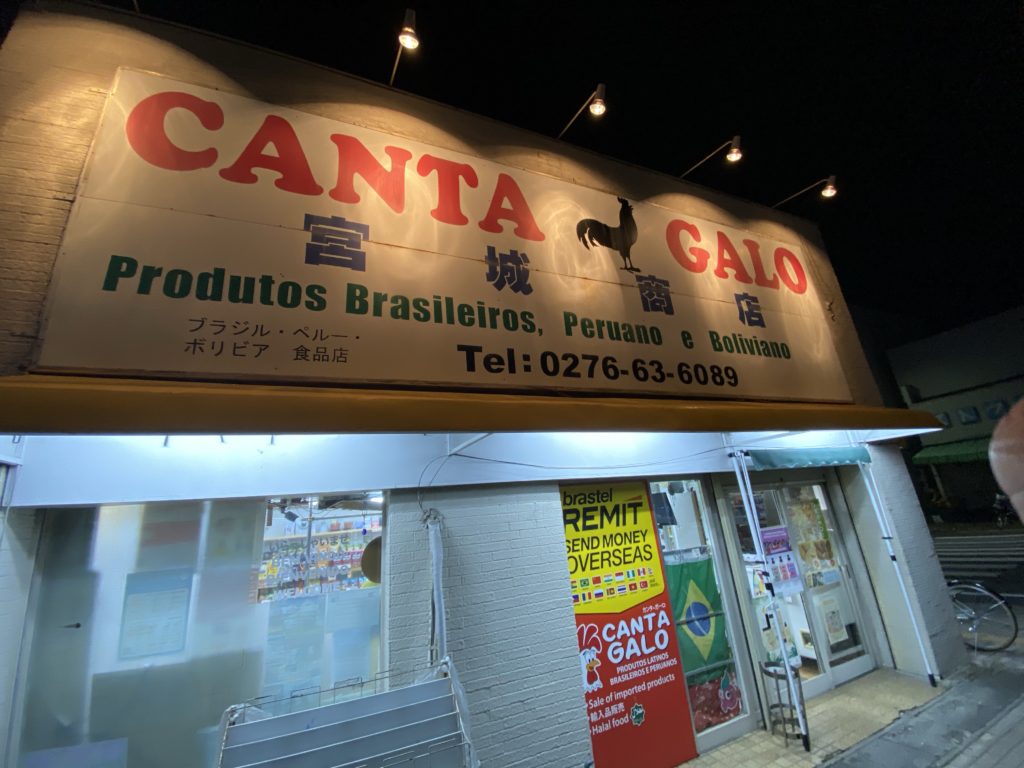 CANTA GALO
宮城商店
Produtos Brasileiros, Peruano e Boliviano
ブラジル・ペルー・
ボリビア 食品店
Tel:0276-63-6089
brastel
REMIT
SEND MONEY
OVERSEAS
カンタ・ガーロ
CANTA
GALO
PRODUTOS LATINOS
BRASILEIROS E PERUANOS
Sale of imported products
輸入品販売
Halal food